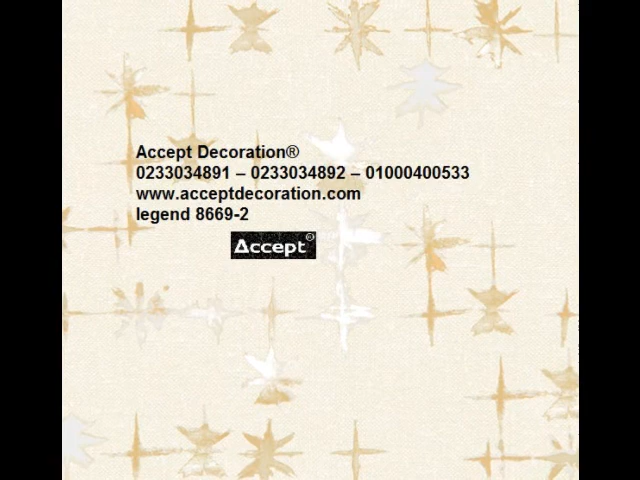 Accept Decoration®
0233034891 – 0233034892 – 01000400533
www.acceptdecoration.com
legend 8669-2
Accept®